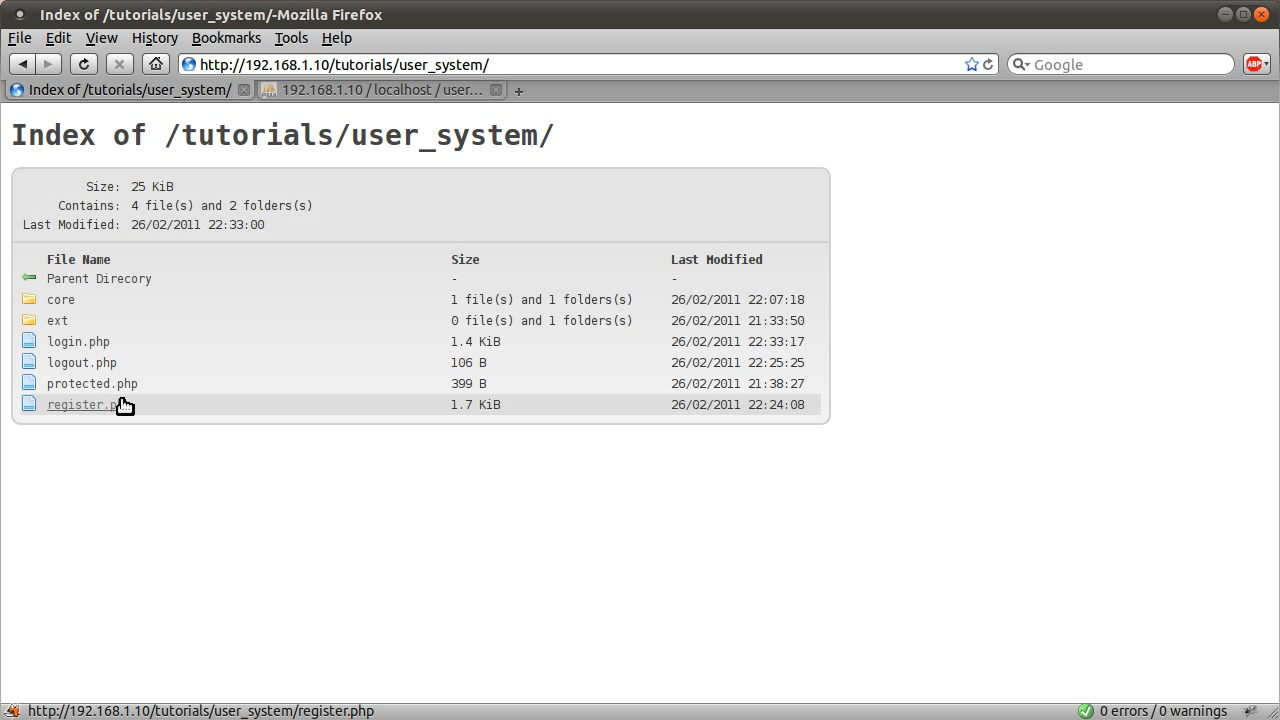 Index of /tutorials/user_system/-Mozilla Firefox
File Edit View History Bookmarks Tools Help
http://192.168.1.10/tutorials/user_system/ Google ABP
Index of /tutorials/user_system/ PMA 192.168.1.10 / localhost / user... +
Index of /tutorials/user_system/
Size: 25 KiB
Contains: 4 file(s) and 2 folders(s)
Last Modified: 26/02/2011 22:33:00
File Name Size Last Modified
Parent Direcory - -
core 1 file(s) and 1 folders(s) 26/02/2011 22:07:18
ext 0 file(s) and 1 folders(s) 26/02/2011 21:33:50
login.php 1.4 KiB 26/02/2011 22:33:17
logout.php 106 B 26/02/2011 22:25:25
protected.php 399 B 26/02/2011 21:38:27
register.p 1.7 KiB 26/02/2011 22:24:08
http://192.168.1.10/tutorials/user_system/register.php 0 errors / 0 warnings